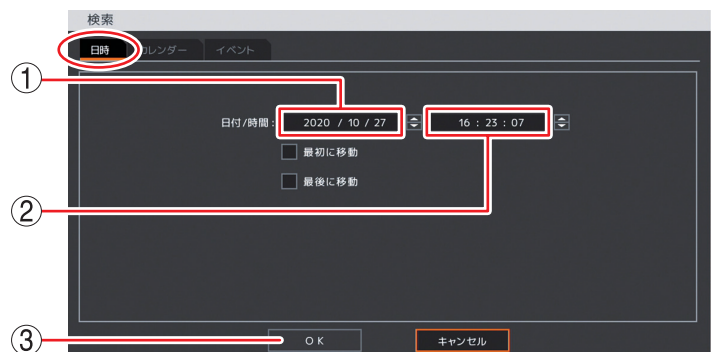 検索
日時 カレンダー イベント
①
日付/時間 : 2020 / 10 / 27 16 : 23 : 07
最初に移動
最後に移動
②
③
OK キャンセル